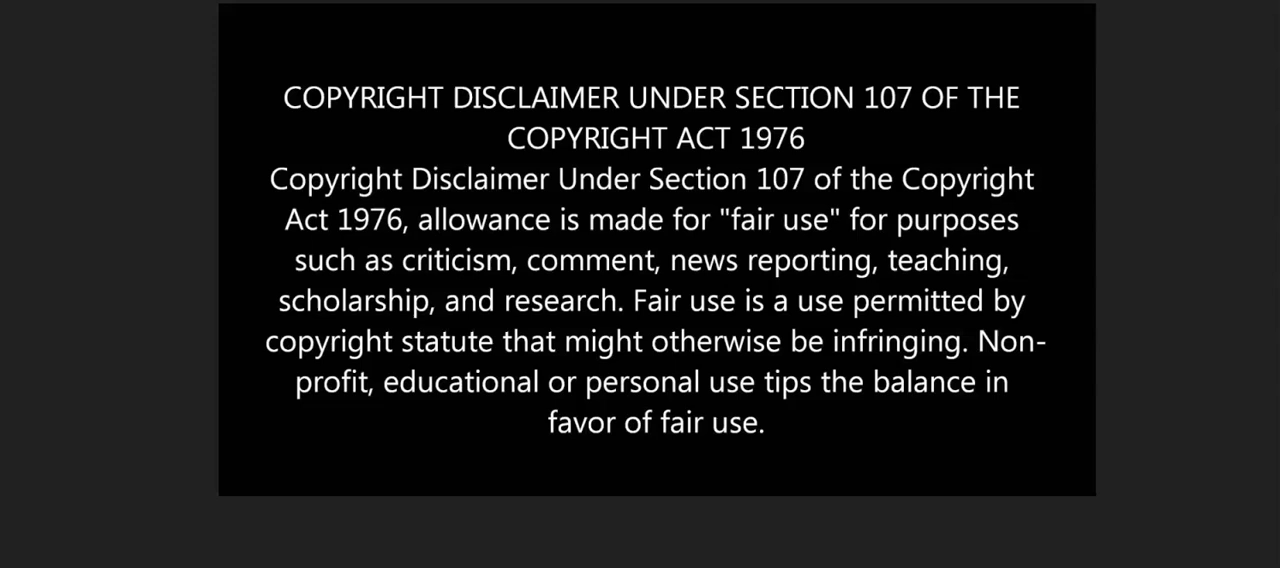 COPYRIGHT DISCLAIMER UNDER SECTION 107 OF THE
COPYRIGHT ACT 1976
Copyright Disclaimer Under Section 107 of the Copyright
Act 1976, allowance is made for "fair use" for purposes
such as criticism, comment, news reporting, teaching,
scholarship, and research. Fair use is a use permitted by
copyright statute that might otherwise be infringing. Non-
profit, educational or personal use tips the balance in
favor of fair use.